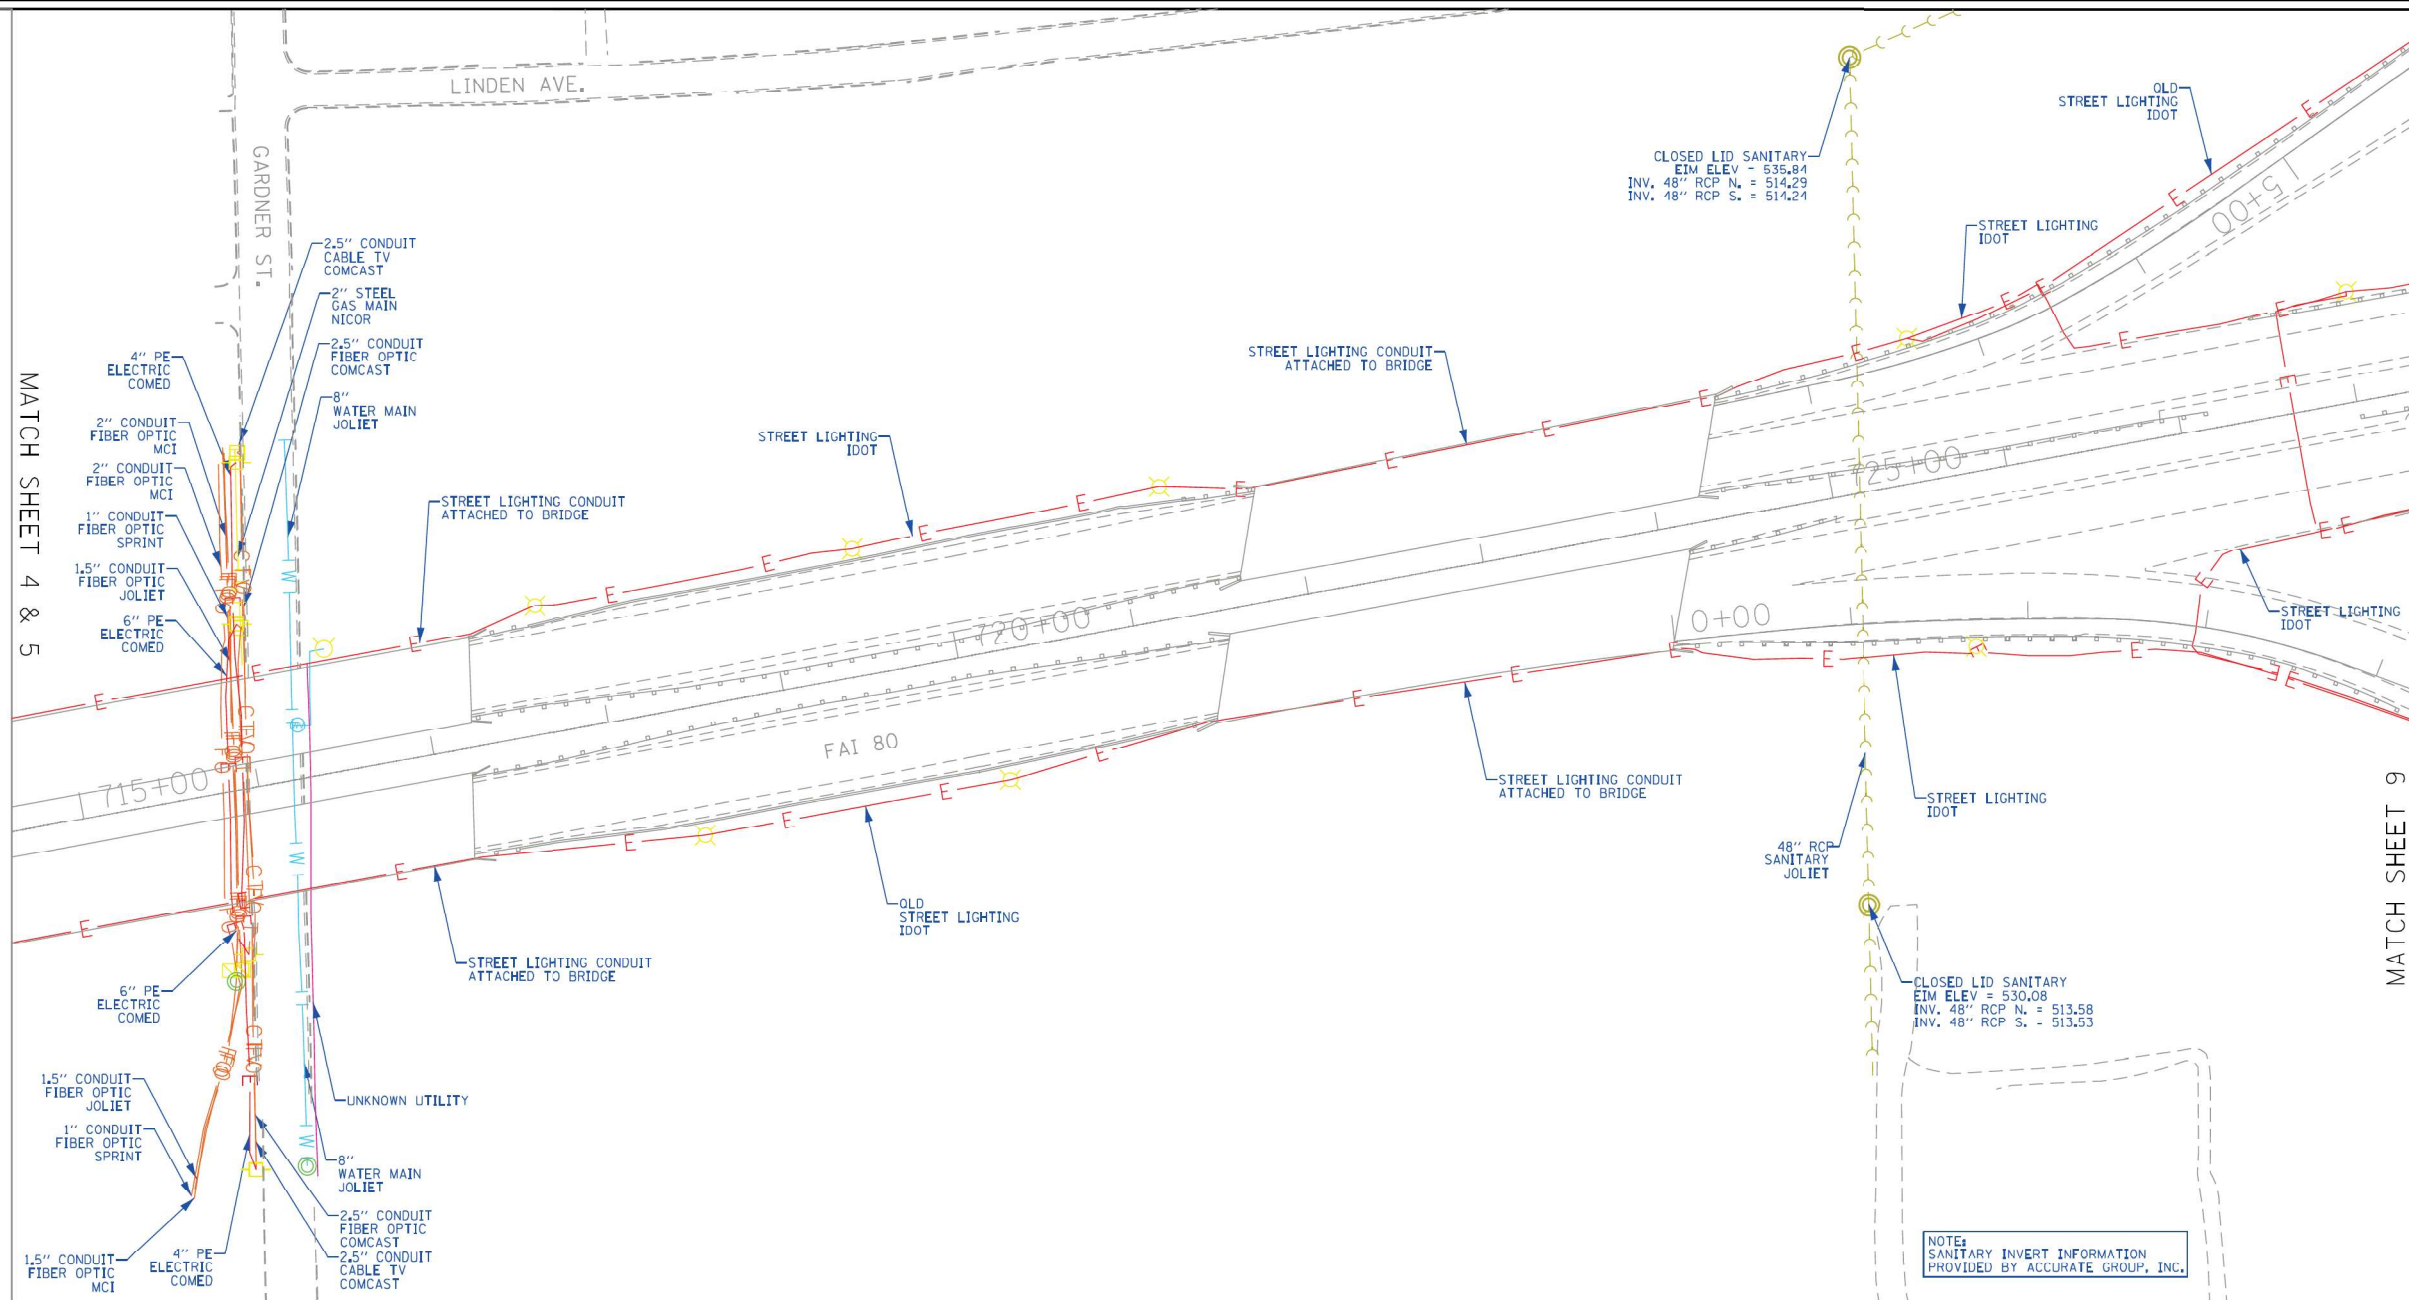 LINDEN AVE.
GARDNER ST.
MATCH SHEET 4 & 5
2.5" CONDUIT
CABLE TV
COMCAST
2" STEEL
GAS MAIN
NICOR
2.5" CONDUIT
FIBER OPTIC
COMCAST
8"
WATER MAIN
JOLIET
4" PE
ELECTRIC
COMED
2" CONDUIT
FIBER OPTIC
MCI
2" CONDUIT
FIBER OPTIC
MCI
1" CONDUIT
FIBER OPTIC
SPRINT
1.5" CONDUIT
FIBER OPTIC
JOLIET
6" PE
ELECTRIC
COMED
STREET LIGHTING CONDUIT
ATTACHED TO BRIDGE
STREET LIGHTING
IDOT
STREET LIGHTING CONDUIT
ATTACHED TO BRIDGE
CLOSED LID SANITARY
EIM ELEV - 535.84
INV. 48" RCP N. = 514.29
INV. 48" RCP S. = 514.24
QLD
STREET LIGHTING
IDOT
STREET LIGHTING
IDOT
5+00
725+00
720+00
715+00
0+00
FAI 80
STREET LIGHTING
IDOT
STREET LIGHTING CONDUIT
ATTACHED TO BRIDGE
STREET LIGHTING
IDOT
48" RCP
SANITARY
JOLIET
QLD
STREET LIGHTING
IDOT
STREET LIGHTING CONDUIT
ATTACHED TO BRIDGE
CLOSED LID SANITARY
EIM ELEV = 530.08
INV. 48" RCP N. = 513.58
INV. 48" RCP S. - 513.53
MATCH SHEET 9
6" PE
ELECTRIC
COMED
1.5" CONDUIT
FIBER OPTIC
JOLIET
1" CONDUIT
FIBER OPTIC
SPRINT
1.5" CONDUIT
FIBER OPTIC
MCI
4" PE
ELECTRIC
COMED
UNKNOWN UTILITY
8"
WATER MAIN
JOLIET
2.5" CONDUIT
FIBER OPTIC
COMCAST
2.5" CONDUIT
CABLE TV
COMCAST
NOTE:
SANITARY INVERT INFORMATION
PROVIDED BY ACCURATE GROUP, INC.